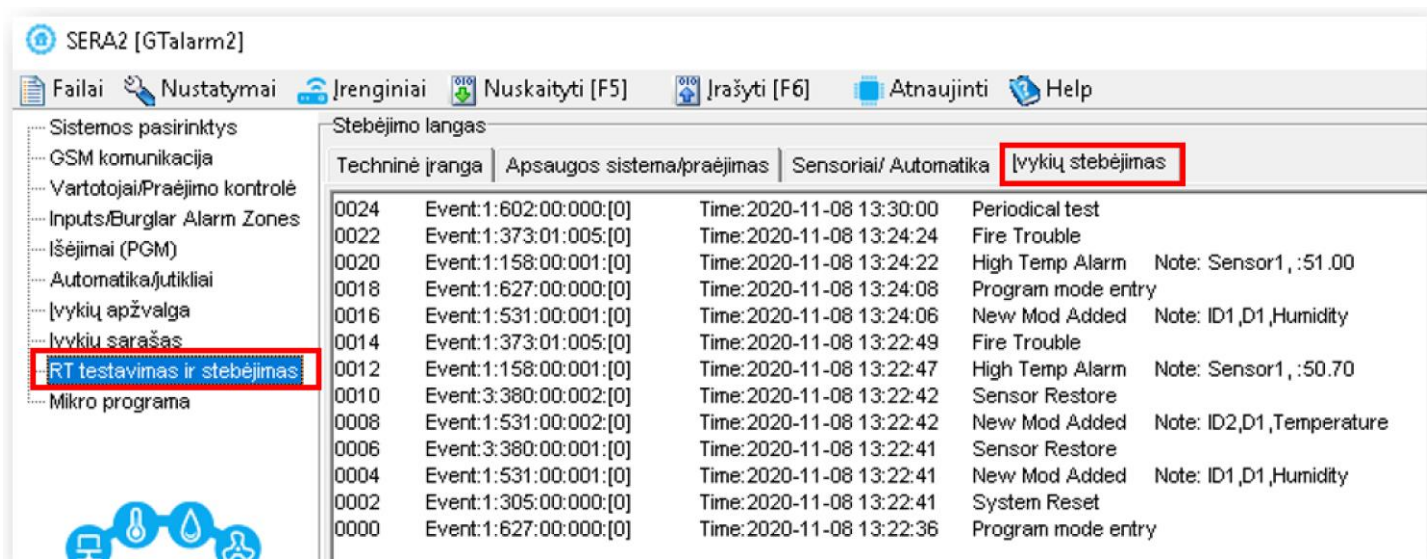 SERA2 [GTalarm2]
Failai Nustatymai Įrenginiai Nuskaityti [F5] Įrašyti [F6] Atnaujinti Help
Sistemos pasirinktys
GSM komunikacija
Vartotojai/Praėjimo kontrolė
Inputs/Burglar Alarm Zones
Išėjimai (PGM)
Automatika/jutikliai
Įvykių apžvalga
Įvykių sarašas
RT testavimas ir stebėjimas
Mikro programa
Stebėjimo langas
Techninė įranga Apsaugos sistema/praėjimas Sensoriai/ Automatika Įvykių stebėjimas
0024 Event:1:602:00:000:[0] Time:2020-11-08 13:30:00 Periodical test
0022 Event:1:373:01:005:[0] Time:2020-11-08 13:24:24 Fire Trouble
0020 Event:1:158:00:001:[0] Time:2020-11-08 13:24:22 High Temp Alarm Note: Sensor1, :51.00
0018 Event:1:627:00:000:[0] Time:2020-11-08 13:24:08 Program mode entry
0016 Event:1:531:00:001:[0] Time:2020-11-08 13:24:06 New Mod Added Note: ID1,D1,Humidity
0014 Event:1:373:01:005:[0] Time:2020-11-08 13:22:49 Fire Trouble
0012 Event:1:158:00:001:[0] Time:2020-11-08 13:22:47 High Temp Alarm Note: Sensor1, :50.70
0010 Event:3:380:00:002:[0] Time:2020-11-08 13:22:42 Sensor Restore
0008 Event:1:531:00:002:[0] Time:2020-11-08 13:22:42 New Mod Added Note: ID2,D1,Temperature
0006 Event:3:380:00:001:[0] Time:2020-11-08 13:22:41 Sensor Restore
0004 Event:1:531:00:001:[0] Time:2020-11-08 13:22:41 New Mod Added Note: ID1,D1,Humidity
0002 Event:1:305:00:000:[0] Time:2020-11-08 13:22:41 System Reset
0000 Event:1:627:00:000:[0] Time:2020-11-08 13:22:36 Program mode entry